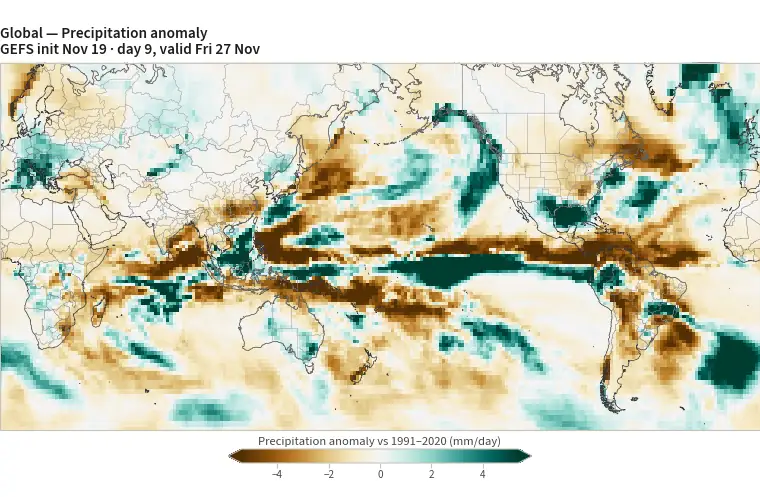 Global — Precipitation anomaly
GEFS init Nov 19 · day 9, valid Fri 27 Nov
Precipitation anomaly vs 1991–2020 (mm/day)
−4 −2 0 2 4